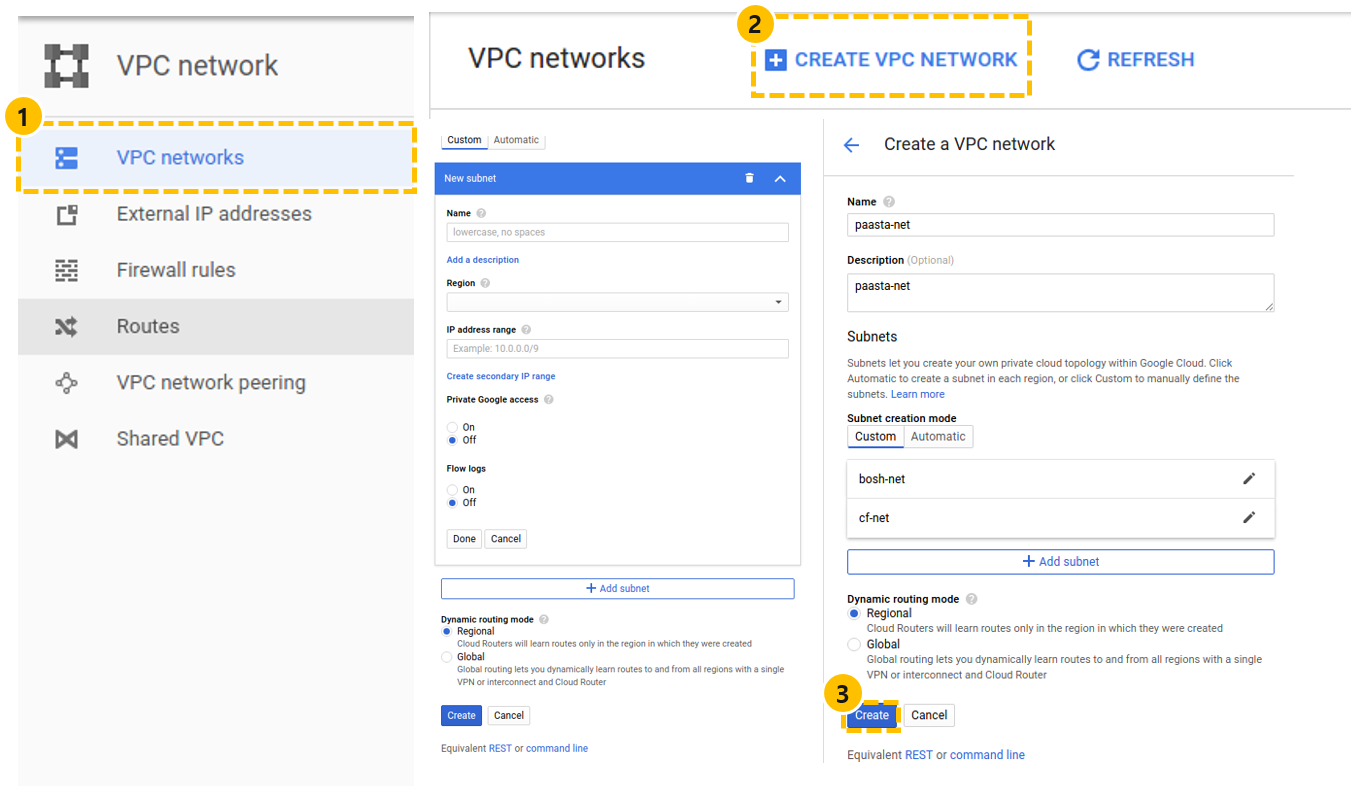 VPC network
1
VPC networks
External IP addresses
Firewall rules
Routes
VPC network peering
Shared VPC
VPC networks
2
CREATE VPC NETWORK
REFRESH
Custom
Automatic
New subnet
Name
lowercase, no spaces
Add a description
Region
IP address range
Example: 10.0.0.0/9
Create secondary IP range
Private Google access
On
Off
Flow logs
On
Off
Done
Cancel
Add subnet
Dynamic routing mode
Regional
Cloud Routers will learn routes only in the region in which they were created
Global
Global routing lets you dynamically learn routes to and from all regions with a single
VPN or interconnect and Cloud Router
Create
Cancel
Equivalent REST or command line
Create a VPC network
Name
paasta-net
Description (Optional)
paasta-net
Subnets
Subnets let you create your own private cloud topology within Google Cloud. Click
Automatic to create a subnet in each region, or click Custom to manually define the
subnets. Learn more
Subnet creation mode
Custom
Automatic
bosh-net
cf-net
Add subnet
Dynamic routing mode
Regional
Cloud Routers will learn routes only in the region in which they were created
Global
Global routing lets you dynamically learn routes to and from all regions with a single
VPN or interconnect and Cloud Router
3
Create
Cancel
Equivalent REST or command line